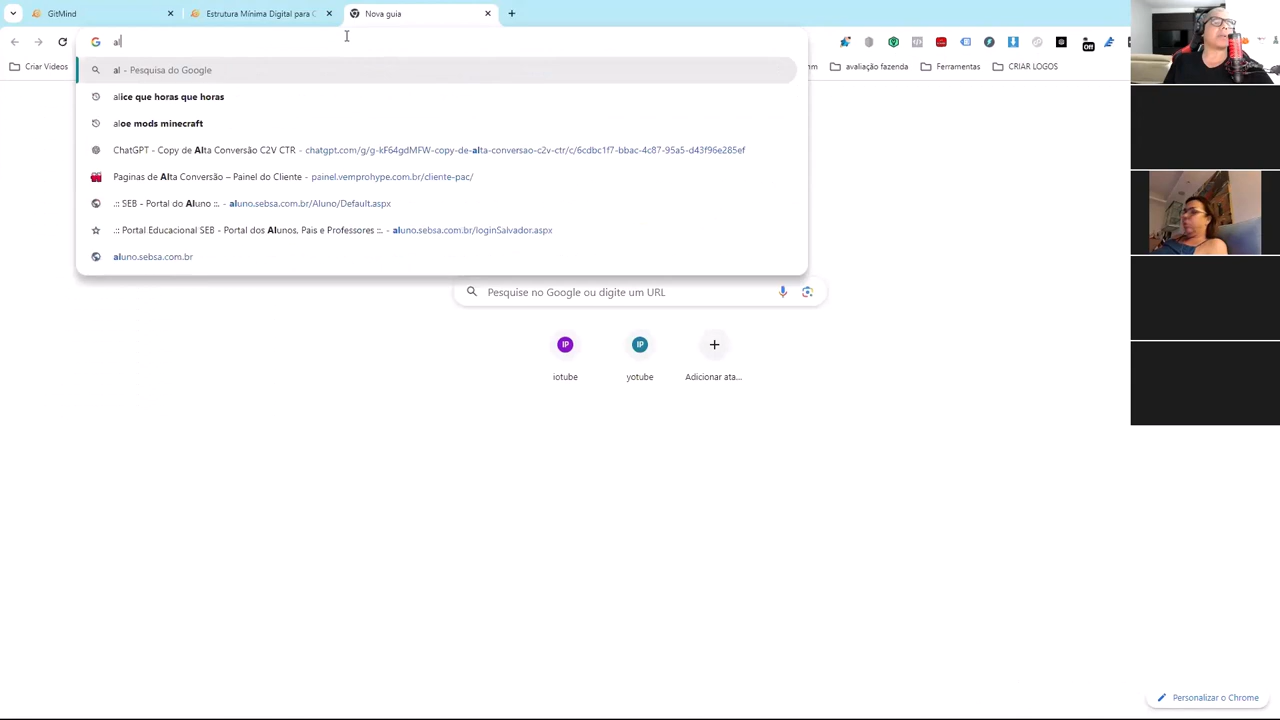 GitMind
Estrutura Mínima Digital para C
Nova guia
al
Criar Vídeos
avaliação fazenda
Ferramentas
CRIAR LOGOS
Off
al - Pesquisa do Google
alice que horas que horas
aloe mods minecraft
ChatGPT - Copy de Alta Conversão C2V CTR - chatgpt.com/g/g-kF64gdMFW-copy-de-alta-conversao-c2v-ctr/c/6cdbc1f7-bbac-4c87-95a5-d43f96e285ef
Paginas de Alta Conversão – Painel do Cliente - painel.vemprohype.com.br/cliente-pac/
.:: SEB - Portal do Aluno ::. - aluno.sebsa.com.br/Aluno/Default.aspx
.:: Portal Educacional SEB - Portal dos Alunos, Pais e Professores ::. - aluno.sebsa.com.br/loginSalvador.aspx
aluno.sebsa.com.br
Pesquise no Google ou digite um URL
IP
IP
iotube
yotube
Adicionar ata...
Personalizar o Chrome